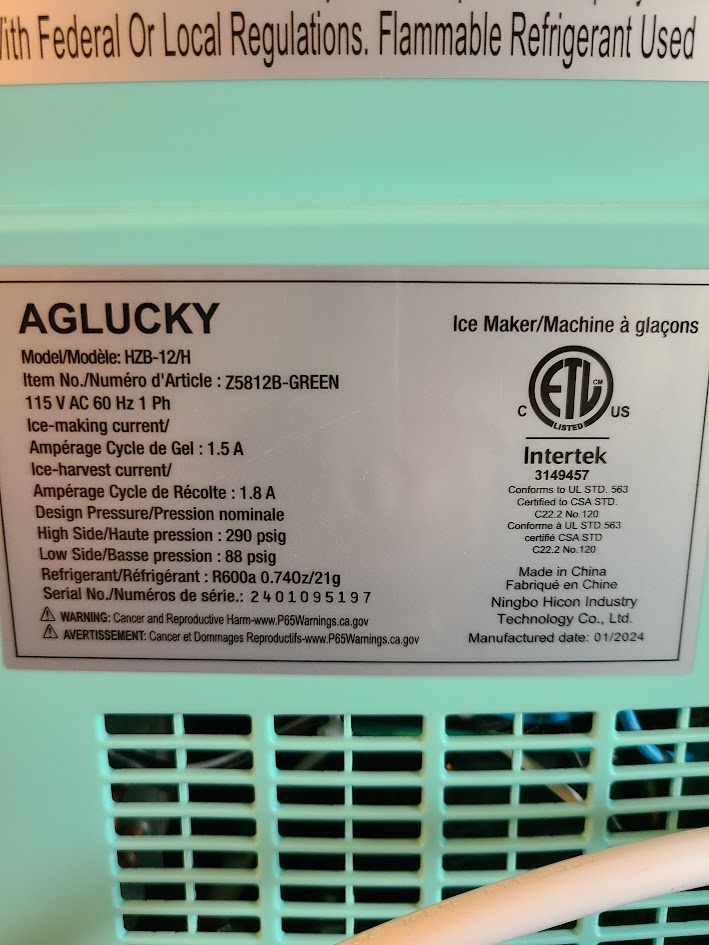 With Federal Or Local Regulations. Flammable Refrigerant Used
AGLUCKY
Model/Modèle: HZB-12/H
Item No./Numéro d'Article : Z5812B-GREEN
115 V AC 60 Hz 1 Ph
Ice-making current/
Ampérage Cycle de Gel : 1.5 A
Ice-harvest current/
Ampérage Cycle de Récolte : 1.8 A
Design Pressure/Pression nominale
High Side/Haute pression : 290 psig
Low Side/Basse pression : 88 psig
Refrigerant/Réfrigérant : R600a 0.740z/21g
Serial No./Numéros de série.: 2401095197
WARNING: Cancer and Reproductive Harm-www.P65Warnings.ca.gov
AVERTISSEMENT: Cancer et Dommages Reproductifs-www.P65Warnings.ca.gov
Ice Maker/Machine à glaçons
ETL CM
C US
LISTED
Intertek
3149457
Conforms to UL STD. 563
Certified to CSA STD.
C22.2 No.120
Conforme à UL STD.563
certifié CSA STD
C22.2 No.120
Made in China
Fabriqué en Chine
Ningbo Hicon Industry
Technology Co., Ltd.
Manufactured date: 01/2024